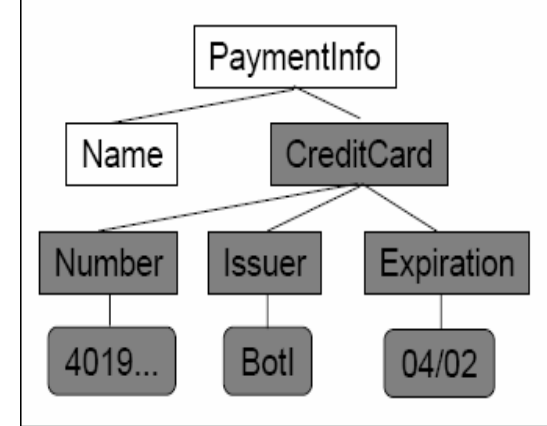 PaymentInfo
Name CreditCard
Number Issuer Expiration
4019... BotI 04/02